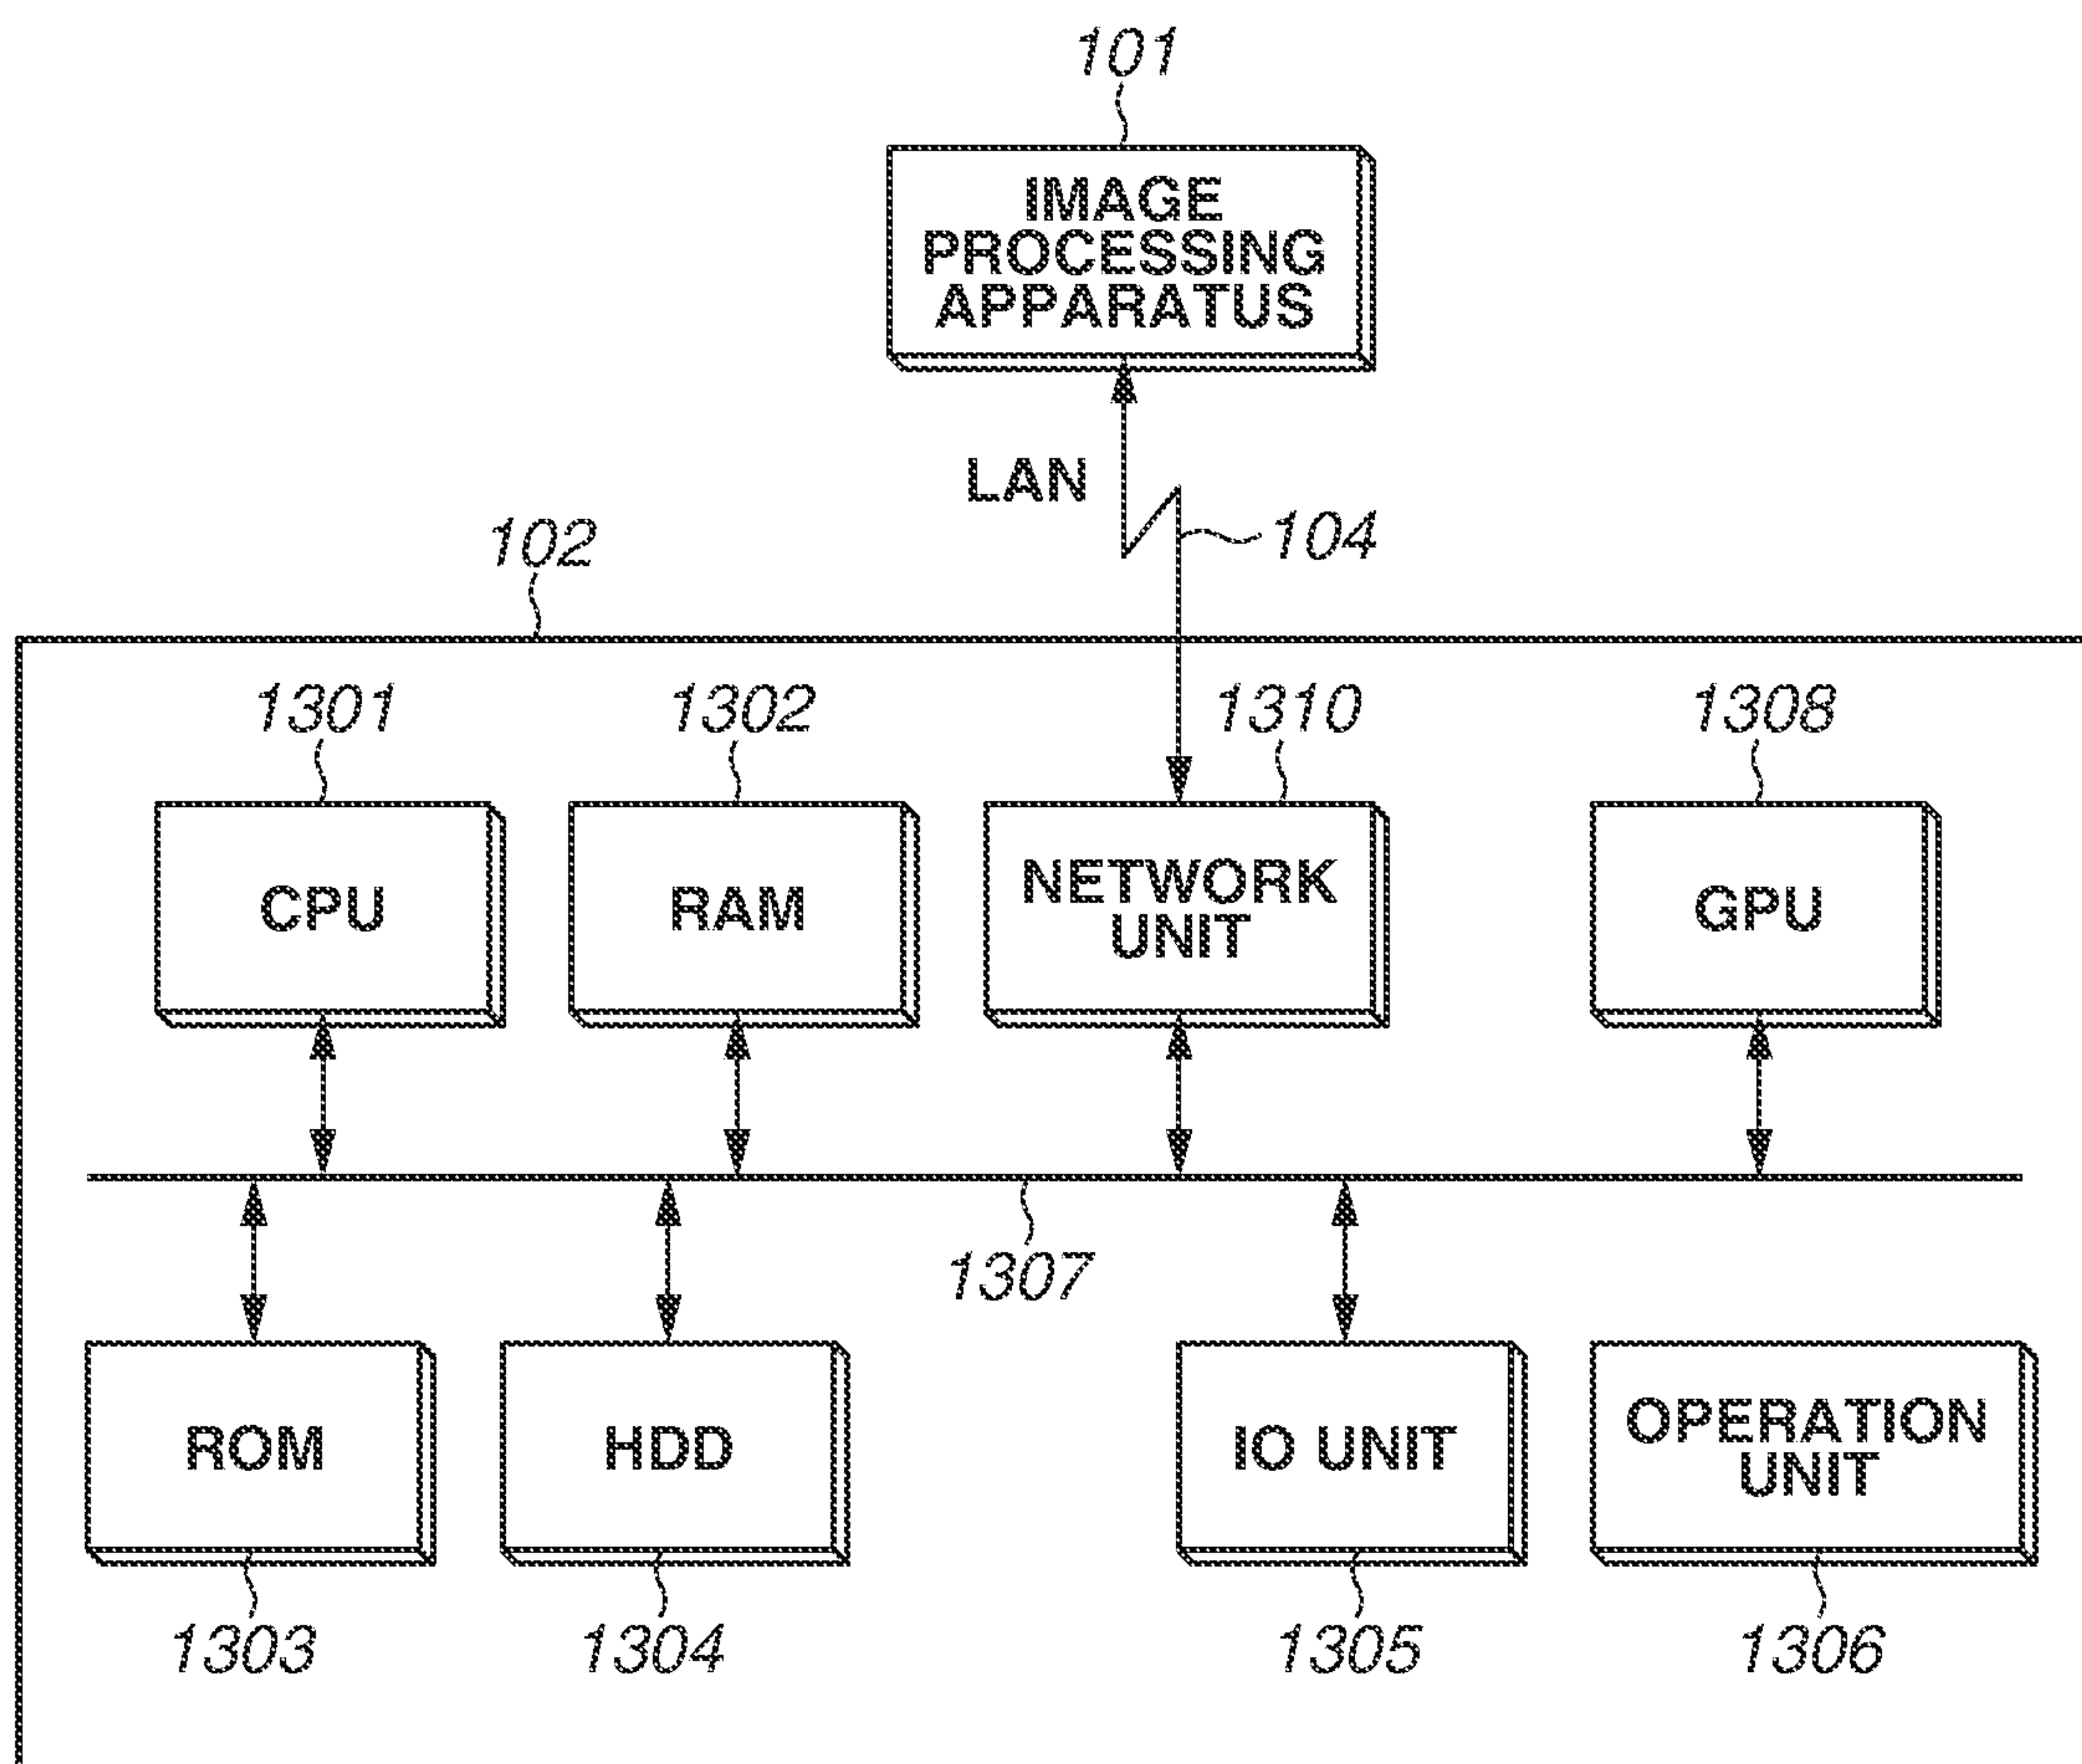 101
IMAGE
PROCESSING
APPARATUS
LAN
104
102
1301
1302
1310
1308
CPU
RAM
NETWORK
UNIT
GPU
1307
ROM
HDD
IO UNIT
OPERATION
UNIT
1303
1304
1305
1306